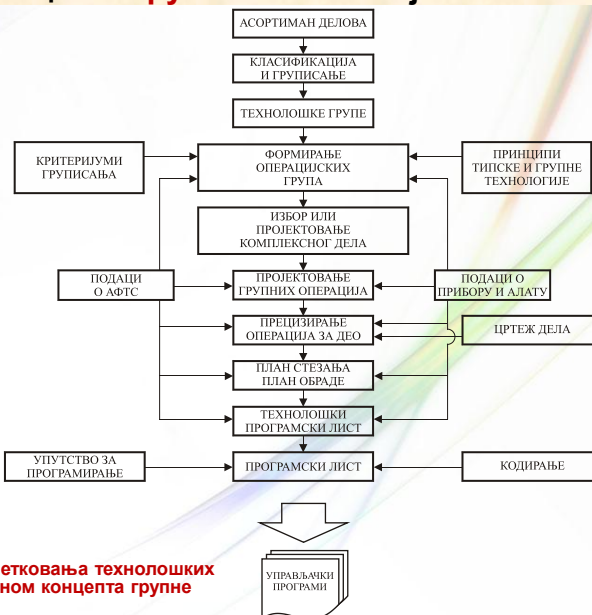 АСОРТИМАН ДЕЛОВА
КЛАСИФИКАЦИЈА
И ГРУПИСАЊЕ
ТЕХНОЛОШКЕ ГРУПЕ
КРИТЕРИЈУМИ
ГРУПИСАЊА
ФОРМИРАЊЕ
ОПЕРАЦИЈСКИХ
ГРУПА
ПРИНЦИПИ
ТИПСКЕ И ГРУПНЕ
ТЕХНОЛОГИЈЕ
ИЗБОР ИЛИ
ПРОЈЕКТОВАЊЕ
КОМПЛЕКСНОГ ДЕЛА
ПОДАЦИ
О АФТС
ПРОЈЕКТОВАЊЕ
ГРУПНИХ ОПЕРАЦИЈА
ПОДАЦИ О
ПРИБОРУ И АЛАТУ
ПРЕЦИЗИРАЊЕ
ОПЕРАЦИЈА ЗА ДЕО
ЦРТЕЖ ДЕЛА
ПЛАН СТЕЗАЊА
ПЛАН ОБРАДЕ
ТЕХНОЛОШКИ
ПРОГРАМСКИ ЛИСТ
УПУТСТВО ЗА
ПРОГРАМИРАЊЕ
ПРОГРАМСКИ ЛИСТ
КОДИРАЊЕ
еткoвања технолошких
ном концепта групне
УПРАВЉАЧКИ
ПРОГРАМИ